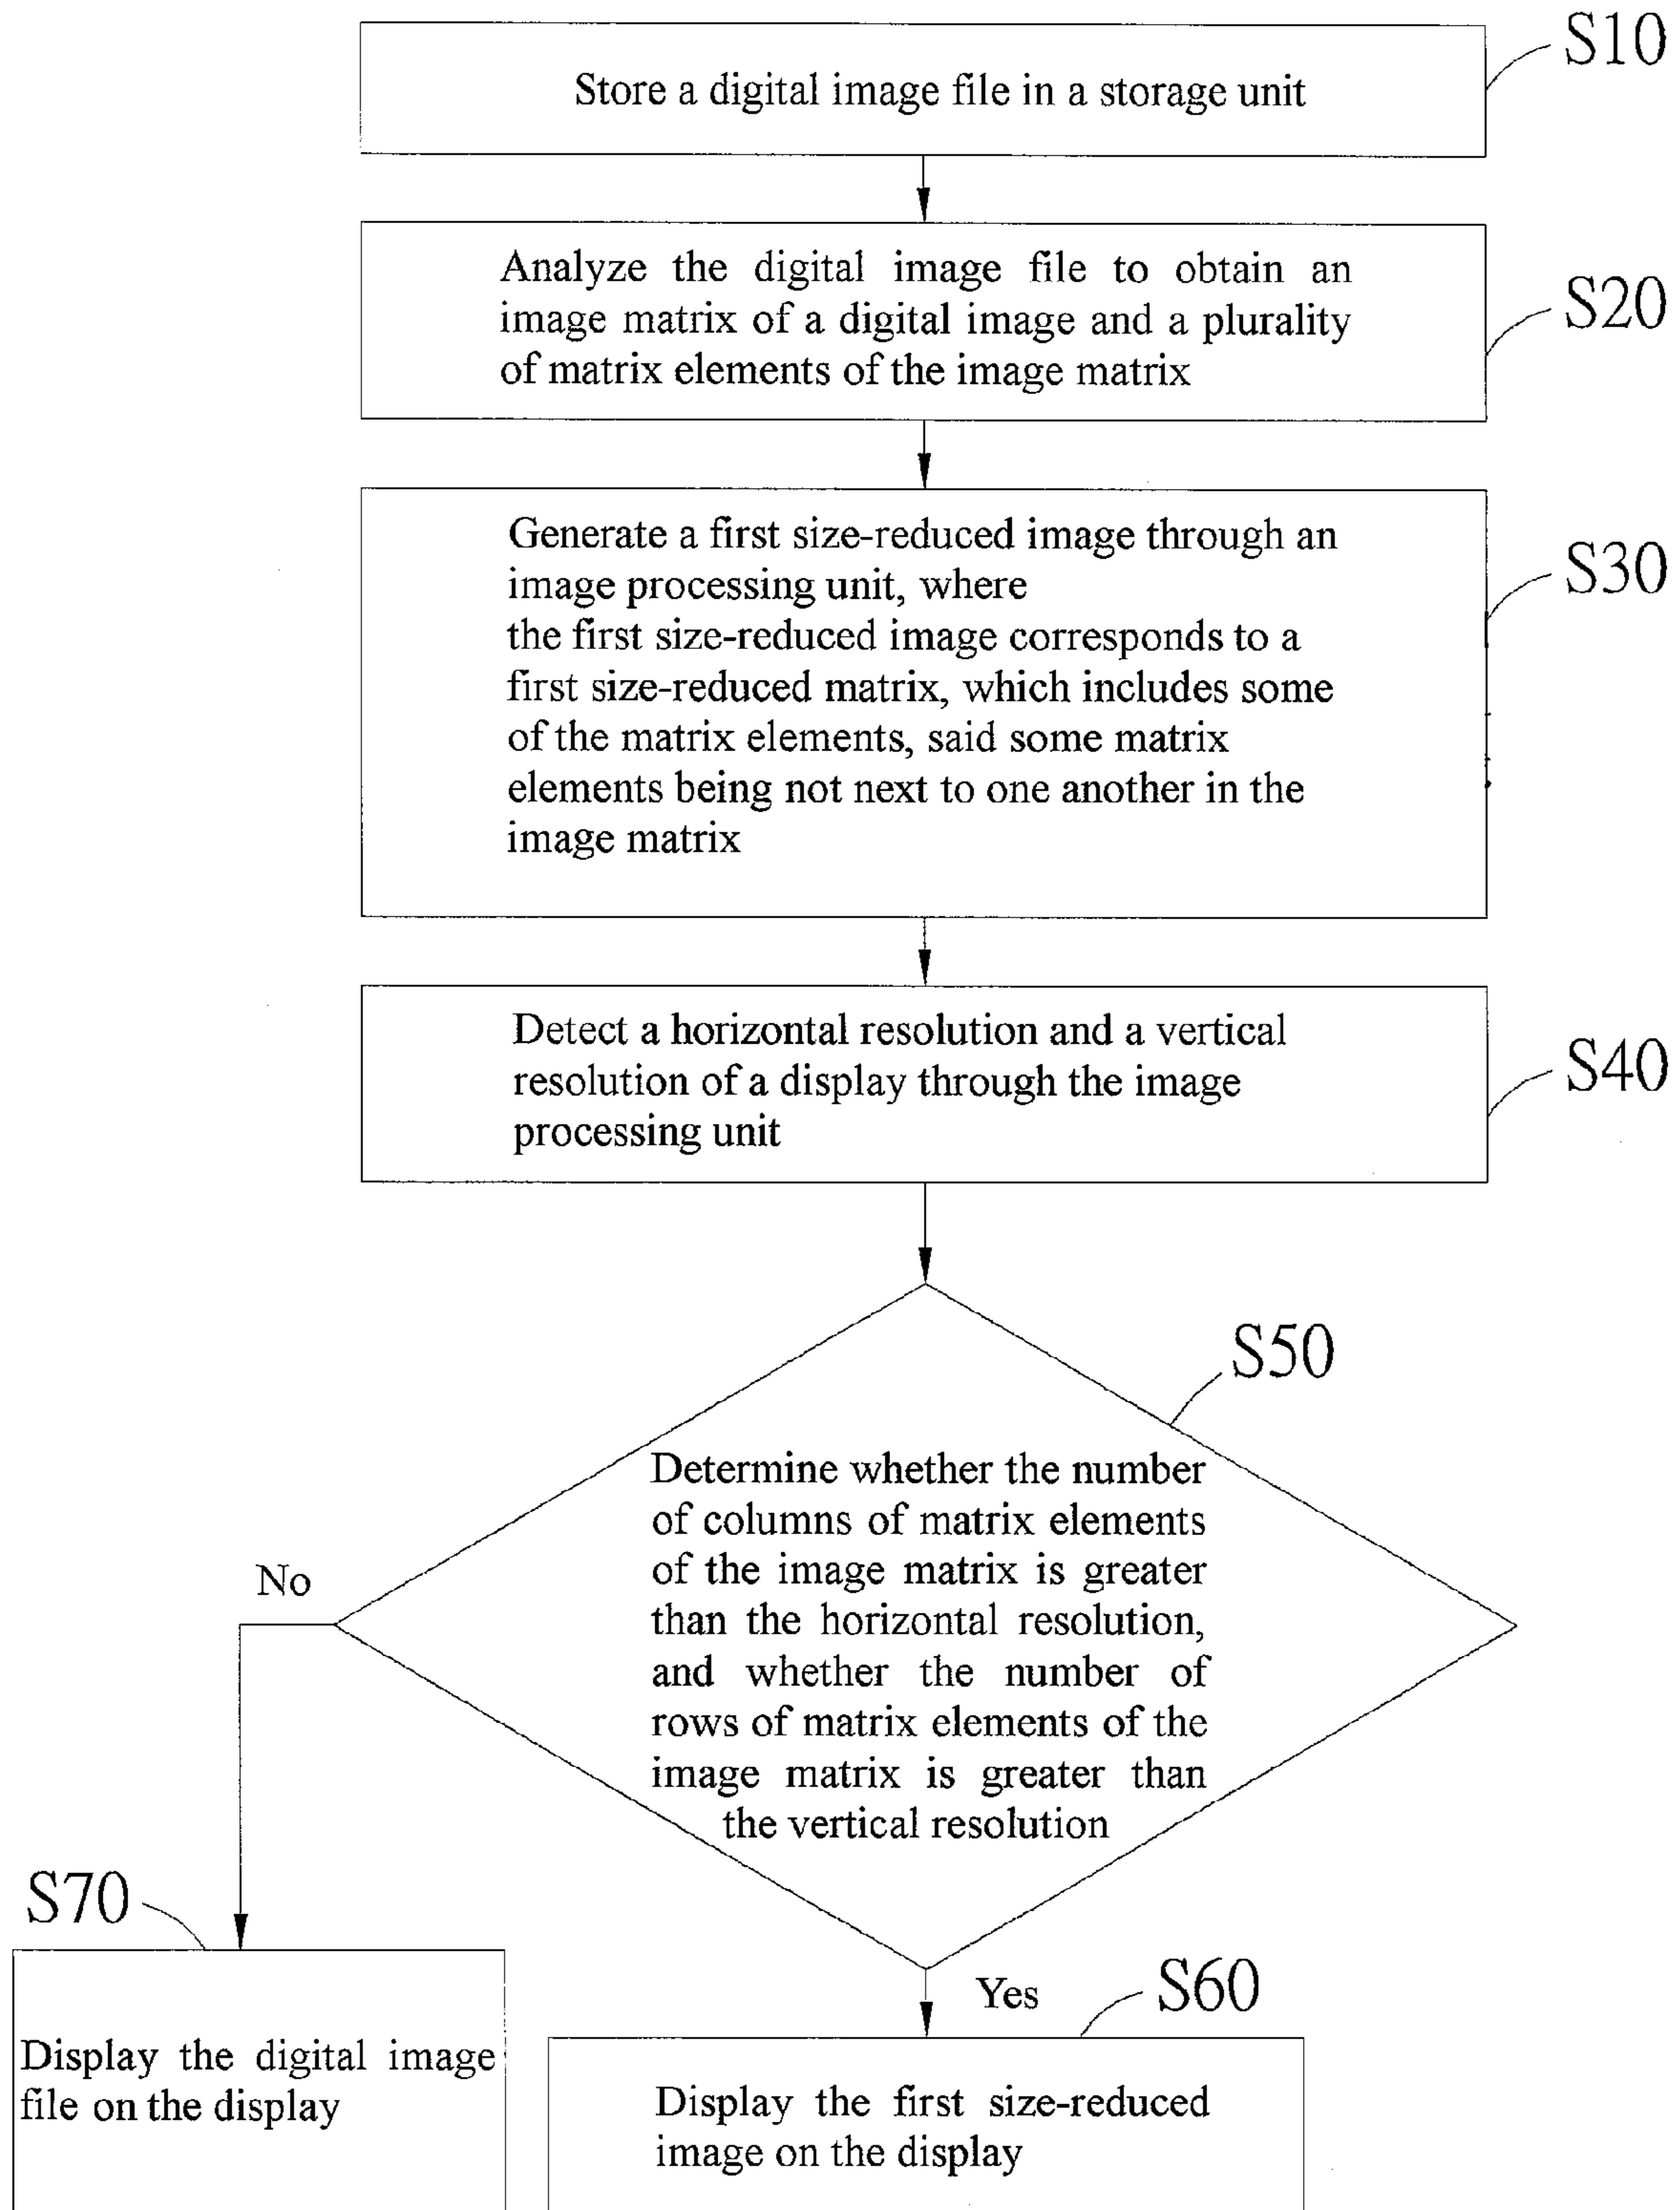 S10
Store a digital image file in a storage unit
Analyze the digital image file to obtain an
image matrix of a digital image and a plurality
of matrix elements of the image matrix
S20
Generate a first size-reduced image through an
image processing unit, where
the first size-reduced image corresponds to a
first size-reduced matrix, which includes some
of the matrix elements, said some matrix
elements being not next to one another in the
image matrix
S30
Detect a horizontal resolution and a vertical
resolution of a display through the image
processing unit
S40
S50
Determine whether the number
of columns of matrix elements
of the image matrix is greater
than the horizontal resolution,
and whether the number of
rows of matrix elements of the
image matrix is greater than
the vertical resolution
No
S70
Display the digital image
file on the display
Yes
S60
Display the first size-reduced
image on the display